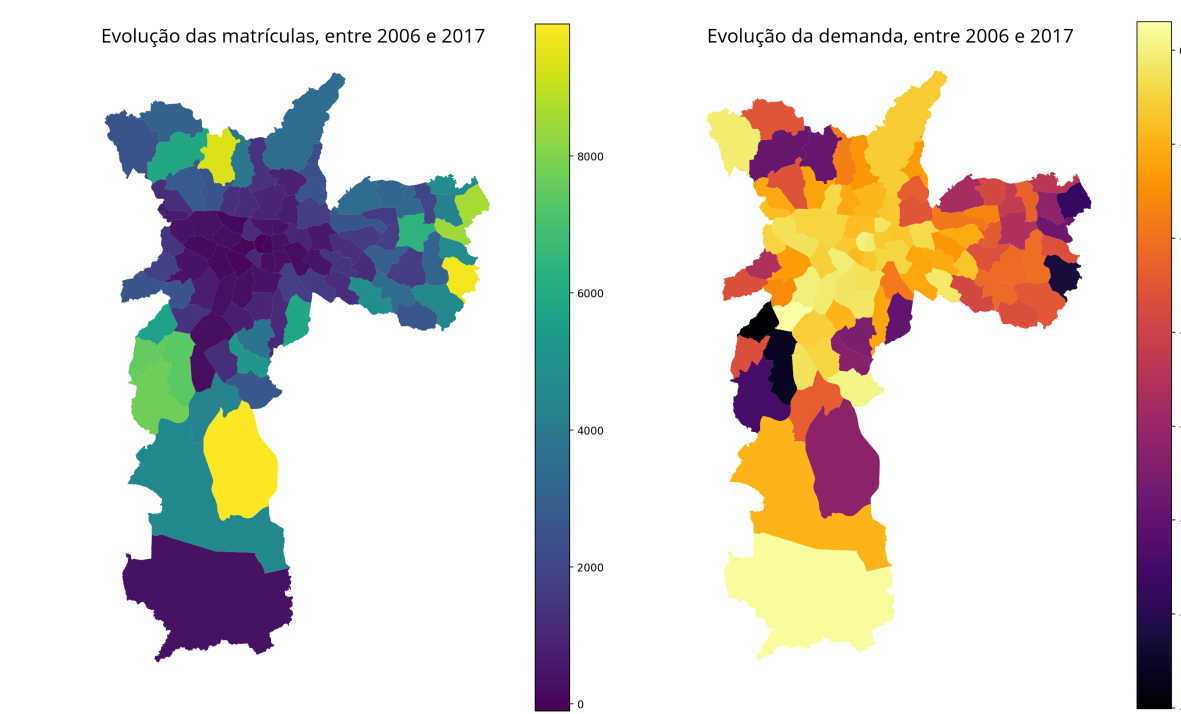 Evolução das matrículas, entre 2006 e 2017
Evolução da demanda, entre 2006 e 2017
8000
6000
4000
2000
0